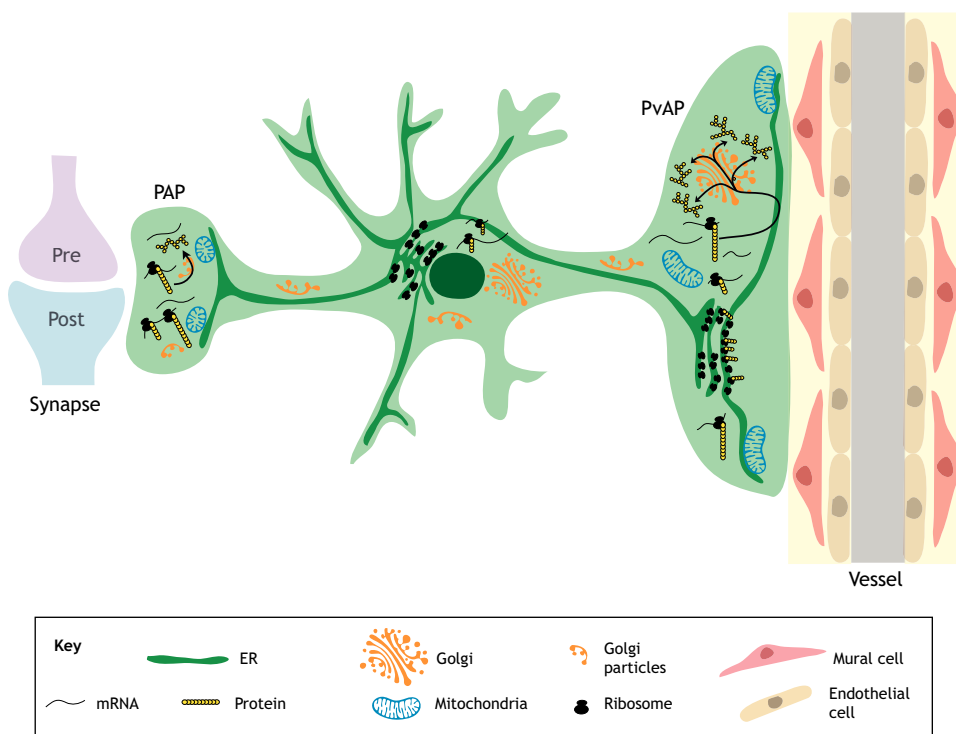 PvAP
PAP
Pre
Post
Synapse
Vessel
Key
ER
Golgi
Golgi
particles
Mural cell
mRNA
Protein
Mitochondria
Ribosome
Endothelial
cell